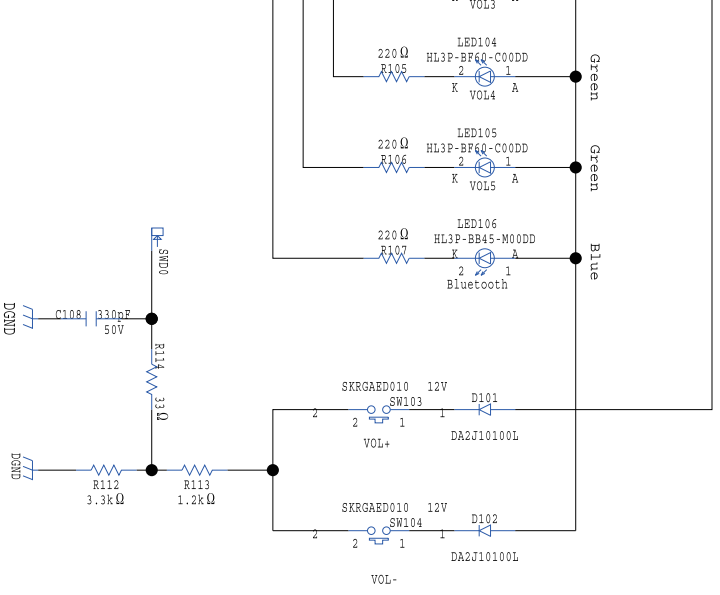 VOL3
LED104
220Ω
HL3P-BF60-C00DD
R105
2
1
K
A
VOL4
Green
LED105
220Ω
HL3P-BF60-C00DD
R106
2
1
K
A
VOL5
Green
LED106
220Ω
HL3P-BB45-M00DD
R107
K
A
2
1
Bluetooth
Blue
SWD0
DGND
C108
330pF
50V
R114
33Ω
SKRGAED010
12V
SW103
D101
2
1
2
1
VOL+
DA2J10100L
DGND
R112
3.3kΩ
R113
1.2kΩ
SKRGAED010
12V
SW104
D102
2
1
2
1
VOL-
DA2J10100L